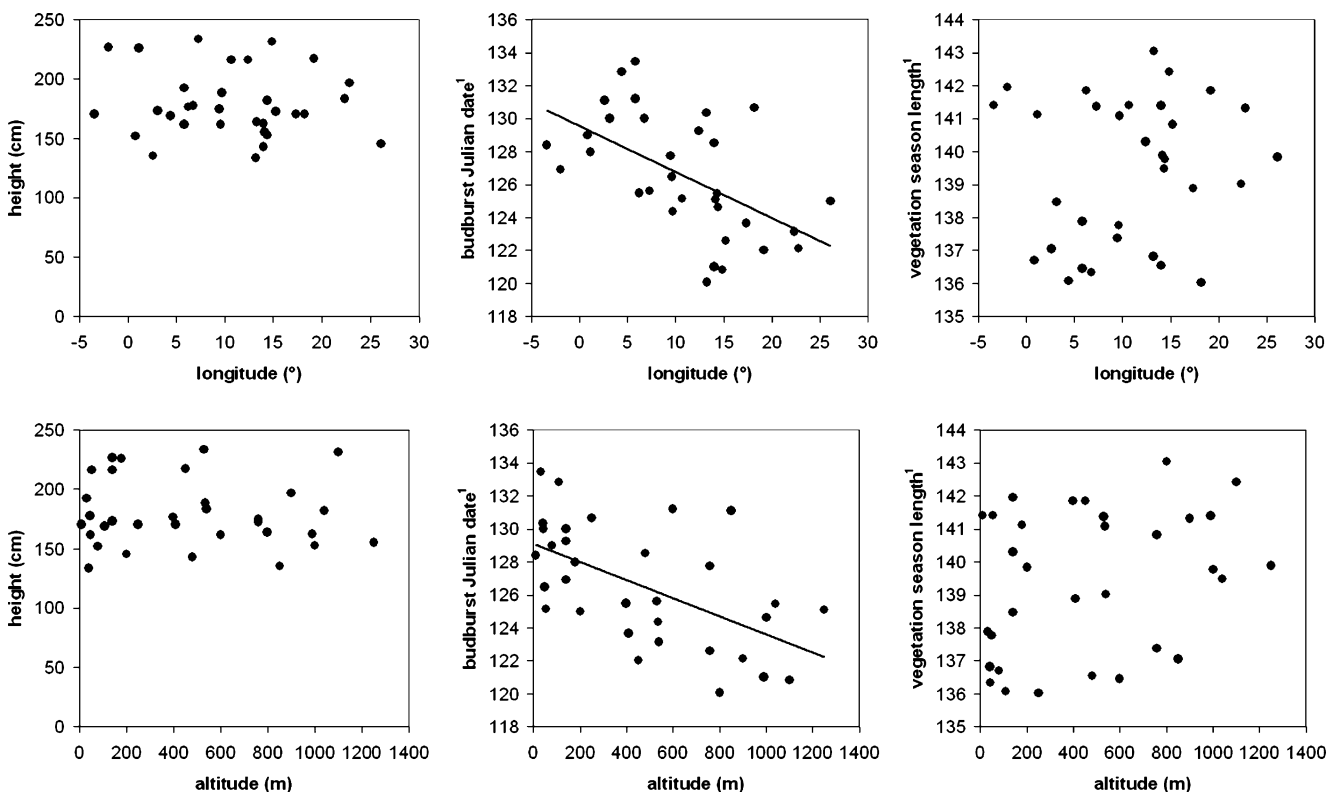 250
200
150
100
50
0
height (cm)
-5 0 5 10 15 20 25 30
longitude (°)
136
134
132
130
128
126
124
122
120
118
budburst Julian date¹
-5 0 5 10 15 20 25 30
longitude (°)
144
143
142
141
140
139
138
137
136
135
vegetation season length¹
-5 0 5 10 15 20 25 30
longitude (°)
250
200
150
100
50
0
height (cm)
0 200 400 600 800 1000 1200 1400
altitude (m)
136
134
132
130
128
126
124
122
120
118
budburst Julian date¹
0 200 400 600 800 1000 1200 1400
altitude (m)
144
143
142
141
140
139
138
137
136
135
vegetation season length¹
0 200 400 600 800 1000 1200 1400
altitude (m)